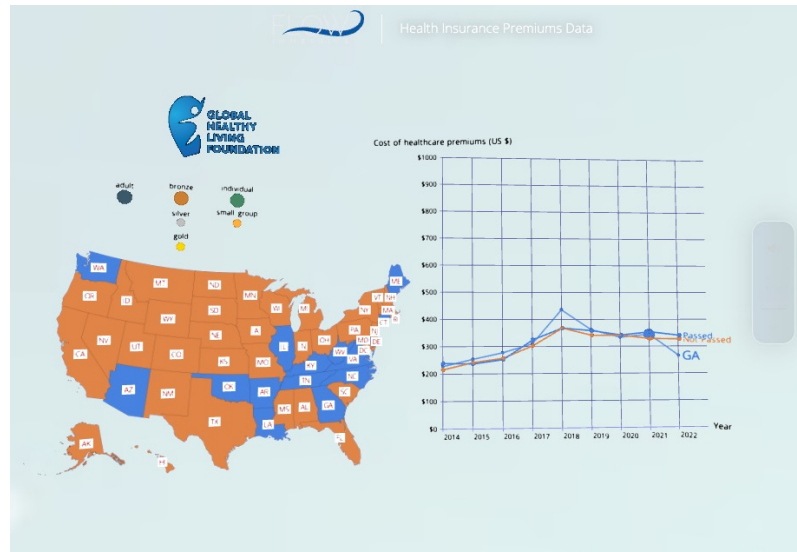 FLOW
Health Insurance Premiums Data
GLOBAL
HEALTHY
LIVING
FOUNDATION
Cost of healthcare premiums (US $)
adult
bronze
individual
silver
small group
gold
$1000
$900
$800
$700
$600
$500
$400
$300
$200
$100
$0
2014 2015 2016 2017 2018 2019 2020 2021 2022
Year
Passed
Not Passed
GA
WA
MT
ND
MN
ME
OR
ID
SD
WI
MI
VT
NH
WY
NY
MA
NV
NE
IA
PA
CT
UT
CO
IL
IN
OH
MD
DE
CA
KS
MO
WV
DC
KY
VA
AZ
NM
OK
AR
TN
NC
SC
MS
AL
GA
TX
LA
FL
AK
HI